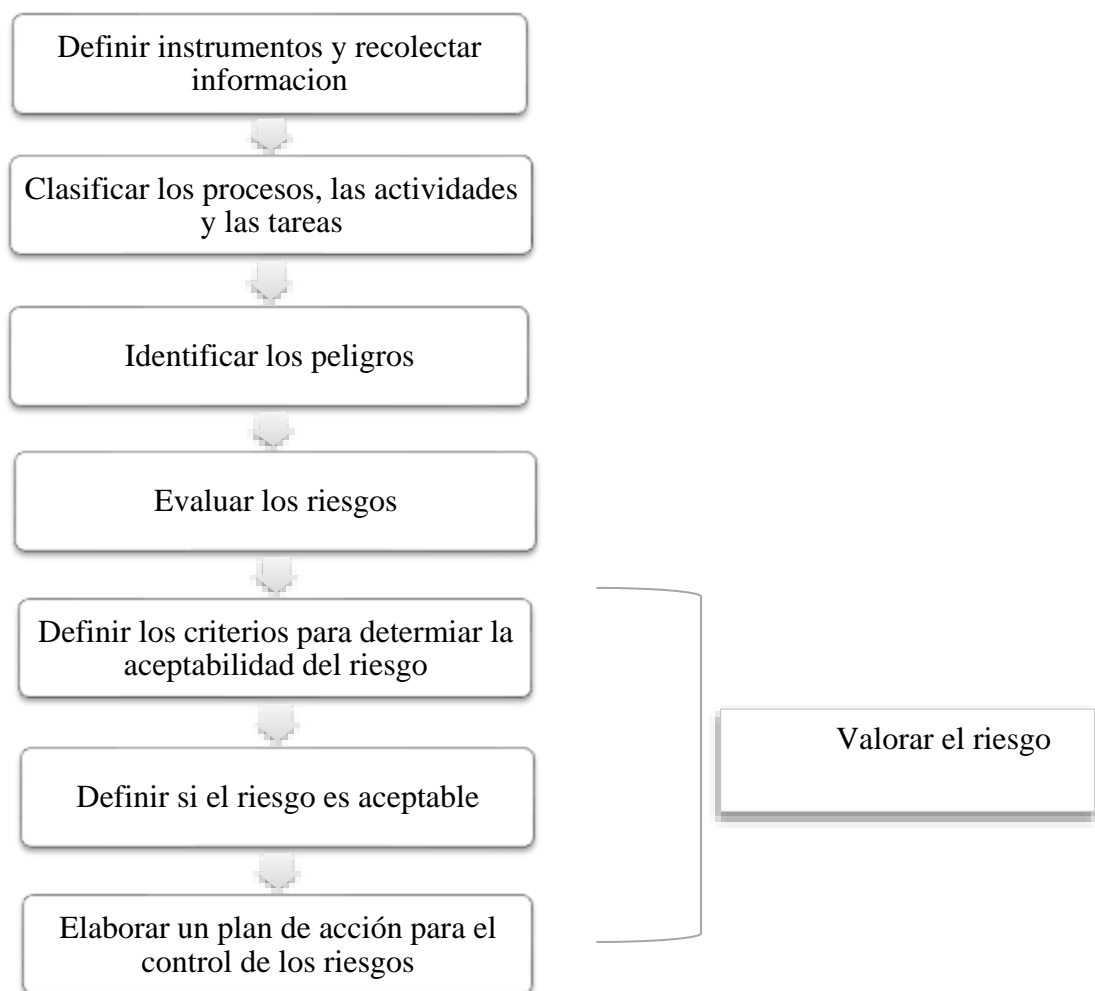 Definir instrumentos y recolectar
informacion
Clasificar los procesos, las actividades
y las tareas
Identificar los peligros
Evaluar los riesgos
Definir los criterios para determiar la
aceptabilidad del riesgo
Definir si el riesgo es aceptable
Valorar el riesgo
Elaborar un plan de acción para el
control de los riesgos